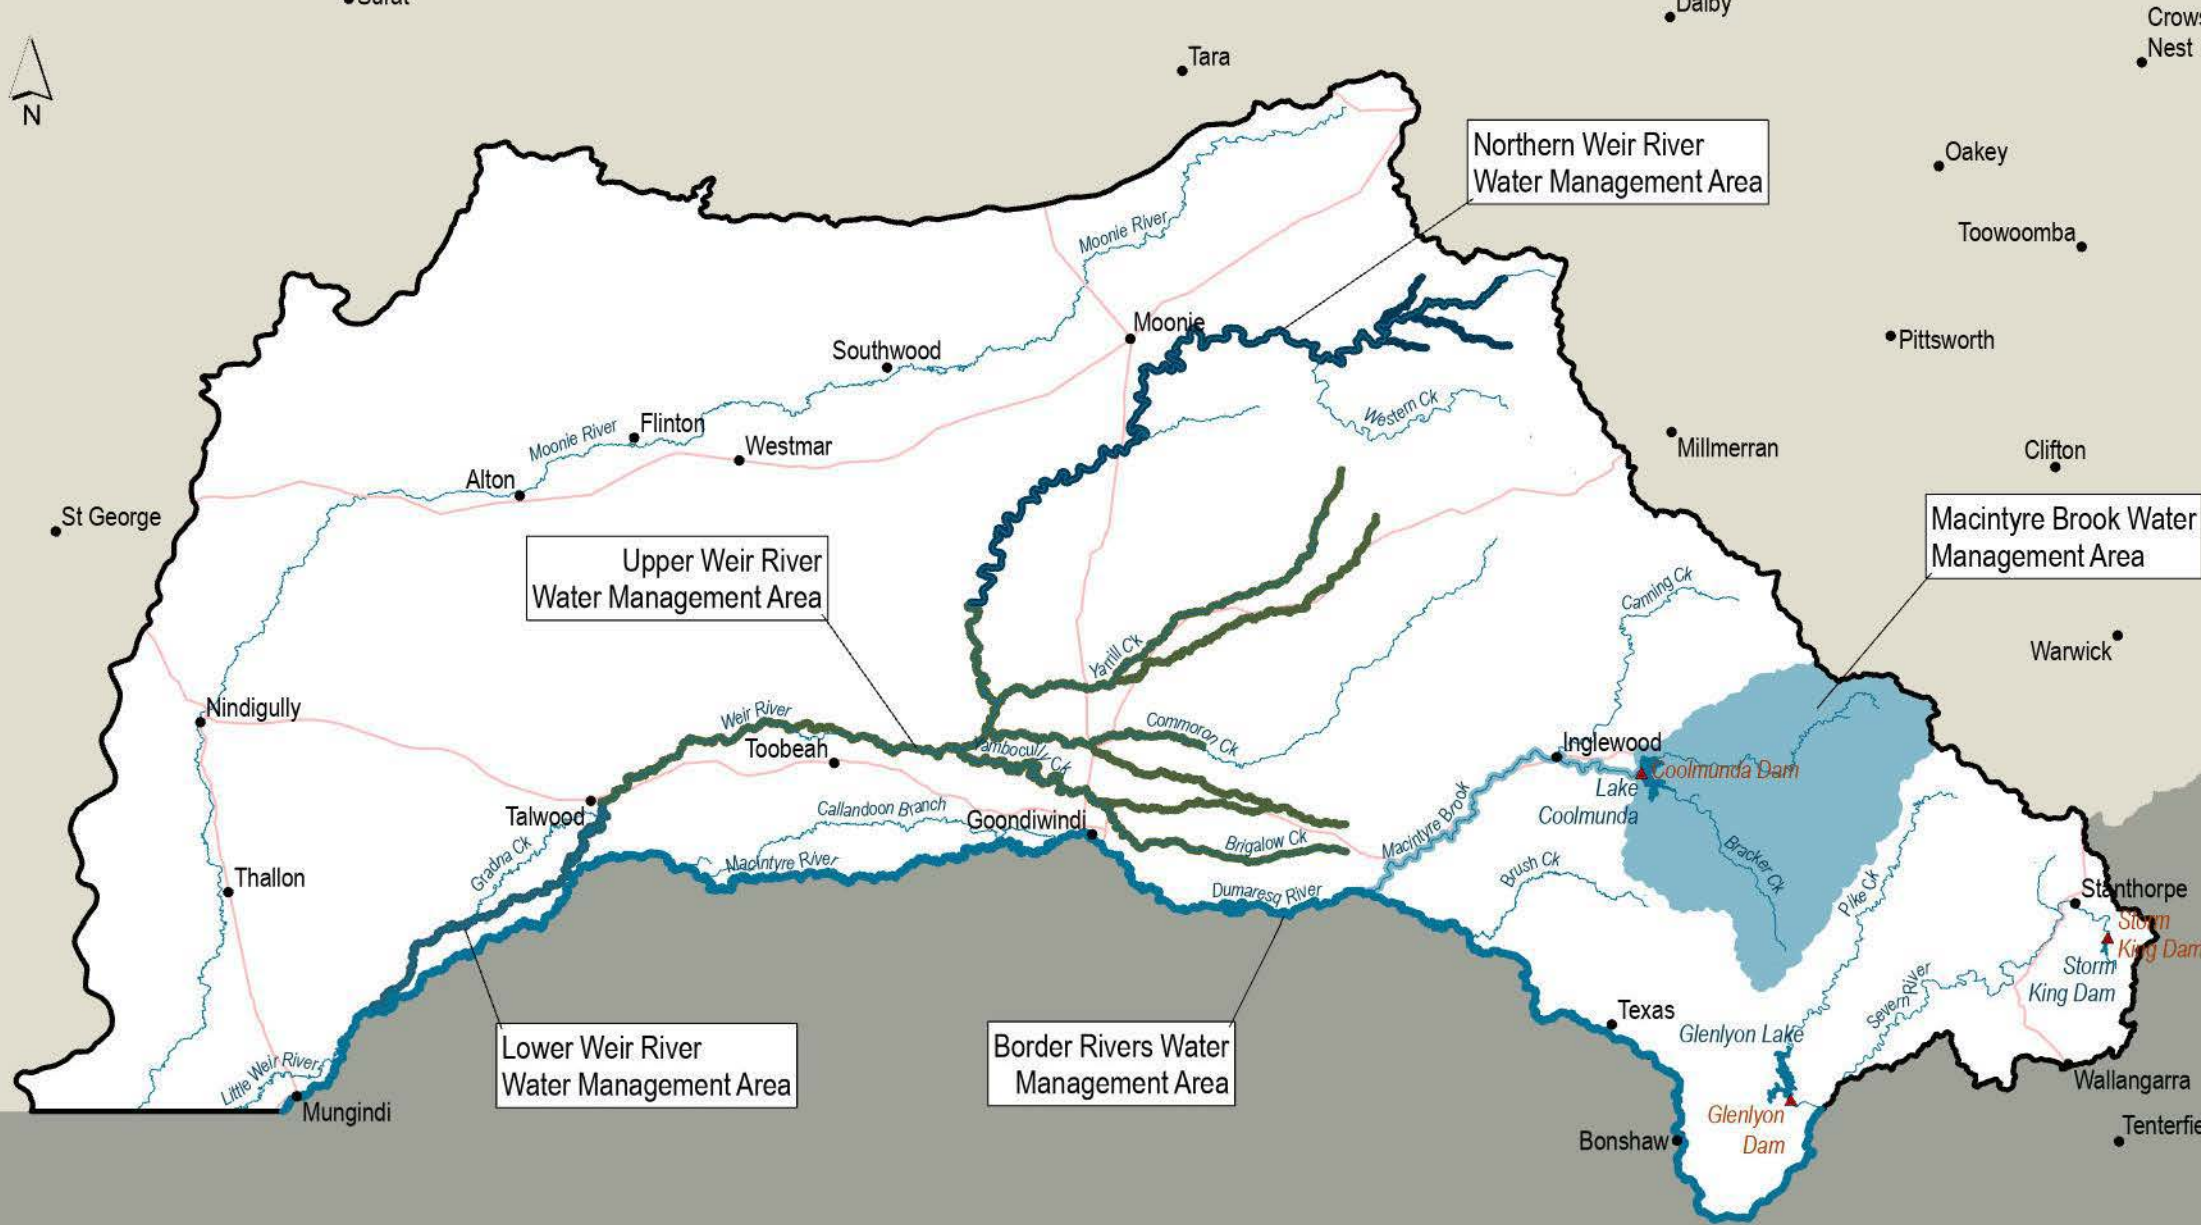 Surat
Dalby
Crows
Nest
Tara
N
Northern Weir River
Water Management Area
Oakey
Toowoomba
Moonie River
Moonie
Pittsworth
Southwood
Western Ck
Flinton
Moonie River
Westmar
Millmerran
Clifton
Alton
St George
Macintyre Brook Water
Management Area
Upper Weir River
Water Management Area
Canning Ck
Warwick
Yarrill Ck
Nindigully
Weir River
Commoron Ck
Toobeah
Yambocully Ck
Inglewood
Coolmunda Dam
Lake
Coolmunda
Talwood
Callandoon Branch
Goondiwindi
Macintyre Brook
Brigalow Ck
Gradna Ck
Macintyre River
Bracker Ck
Brush Ck
Thallon
Dumaresq River
Pike Ck
Stanthorpe
Storm
King Dam
Storm
King Dam
Severn River
Texas
Glenlyon Lake
Lower Weir River
Water Management Area
Border Rivers Water
Management Area
Little Weir River
Mungindi
Wallangarra
Glenlyon
Dam
Bonshaw
Tenterfie